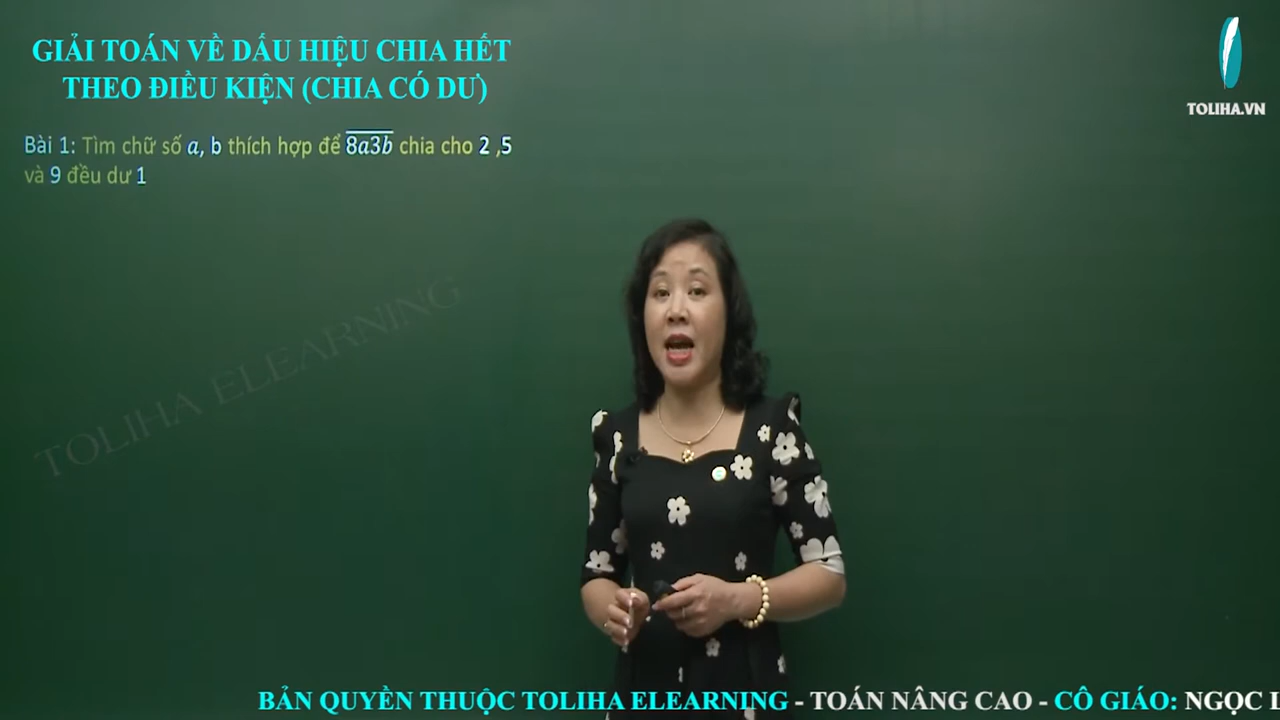 GIẢI TOÁN VỀ DẤU HIỆU CHIA HẾT
THEO ĐIỀU KIỆN (CHIA CÓ DƯ)
TOLIHA.VN
Bài 1: Tìm chữ số a, b thích hợp để 8a3b chia cho 2 ,5
và 9 đều dư 1
TOLIHA ELEARNING
BẢN QUYỀN THUỘC TOLIHA ELEARNING - TOÁN NÂNG CAO - CÔ GIÁO: NGỌC